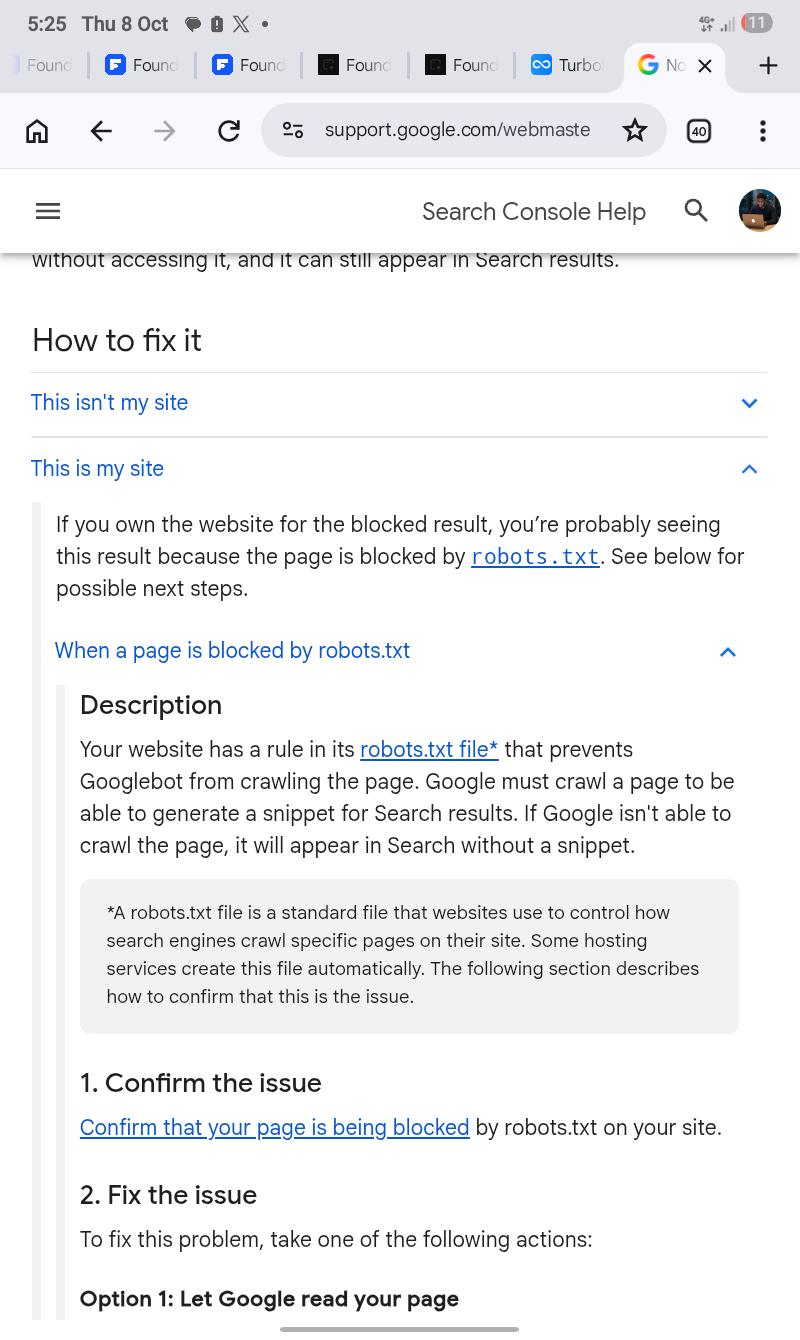 5:25 Thu 8 Oct 4G+ 11
Found Found Found Found Found Turbo No
support.google.com/webmaste 40
Search Console Help
without accessing it, and it can still appear in Search results.
How to fix it
This isn't my site
This is my site
If you own the website for the blocked result, you’re probably seeing
this result because the page is blocked by robots.txt. See below for
possible next steps.
When a page is blocked by robots.txt
Description
Your website has a rule in its robots.txt file* that prevents
Googlebot from crawling the page. Google must crawl a page to be
able to generate a snippet for Search results. If Google isn't able to
crawl the page, it will appear in Search without a snippet.
*A robots.txt file is a standard file that websites use to control how
search engines crawl specific pages on their site. Some hosting
services create this file automatically. The following section describes
how to confirm that this is the issue.
1. Confirm the issue
Confirm that your page is being blocked by robots.txt on your site.
2. Fix the issue
To fix this problem, take one of the following actions:
Option 1: Let Google read your page